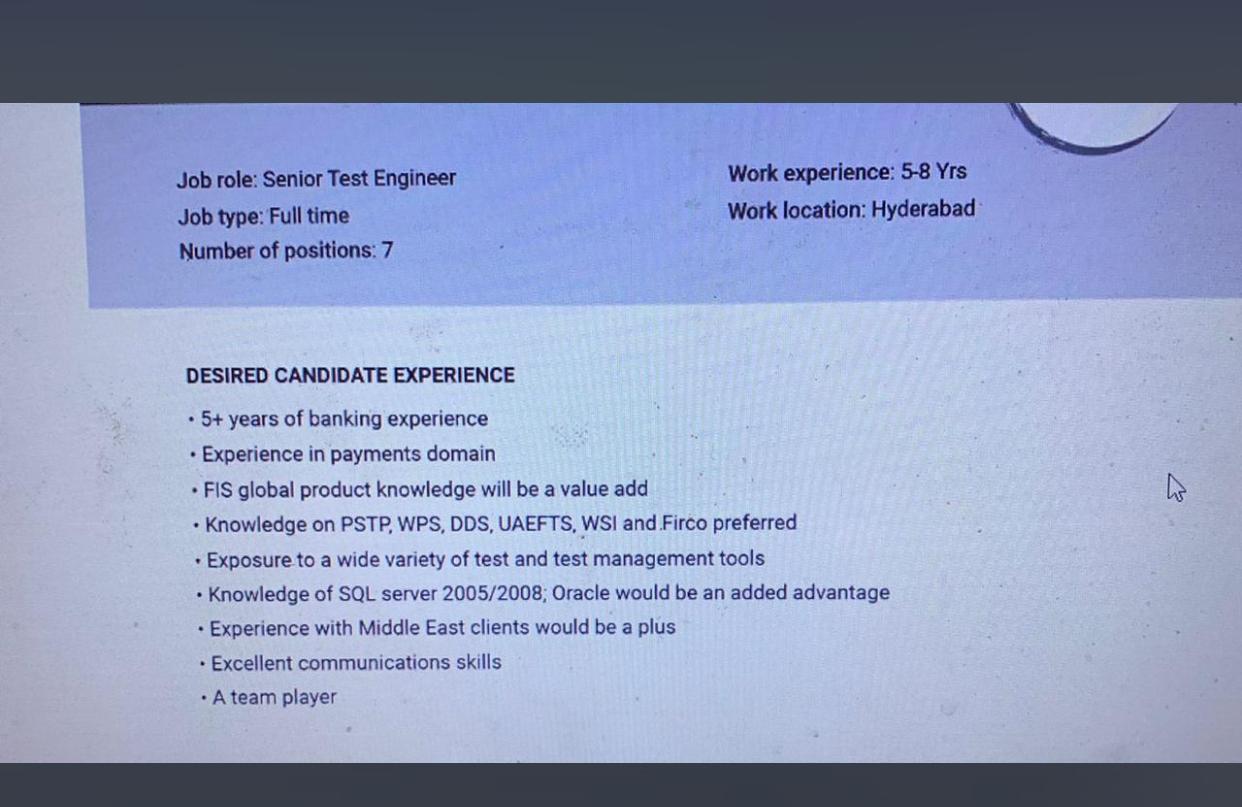 Job role: Senior Test Engineer
Job type: Full time
Number of positions: 7
Work experience: 5-8 Yrs
Work location: Hyderabad
DESIRED CANDIDATE EXPERIENCE
• 5+ years of banking experience
• Experience in payments domain
• FIS global product knowledge will be a value add
• Knowledge on PSTP, WPS, DDS, UAEFTS, WSI and Firco preferred
• Exposure to a wide variety of test and test management tools
• Knowledge of SQL server 2005/2008; Oracle would be an added advantage
• Experience with Middle East clients would be a plus
• Excellent communications skills
• A team player